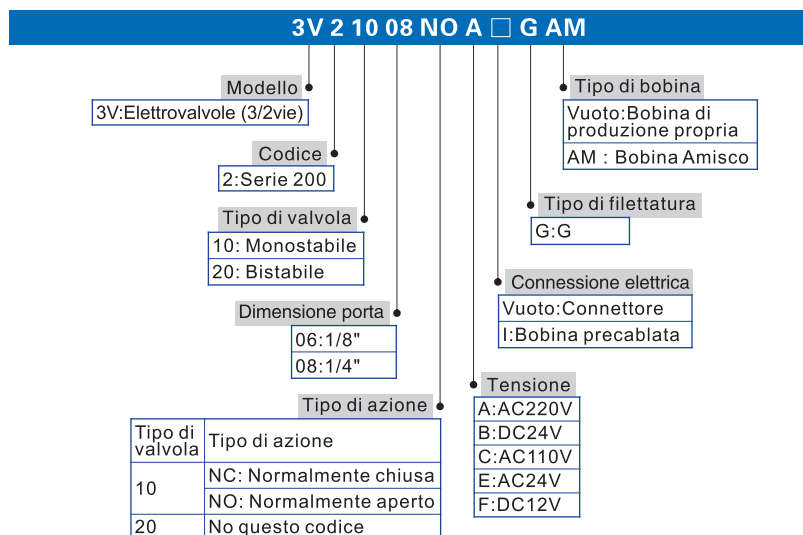 3V 2 10 08 NO A □ G AM
Modello
3V:Elettrovalvole (3/2vie)
Codice
2:Serie 200
Tipo di valvola
10: Monostabile
20: Bistabile
Dimensione porta
06:1/8"
08:1/4"
Tipo di azione
Tipo di
valvola
Tipo di azione
10
NC: Normalmente chiusa
NO: Normalmente aperto
20
No questo codice
Tipo di bobina
Vuoto:Bobina di
produzione propria
AM : Bobina Amisco
Tipo di filettatura
G:G
Connessione elettrica
Vuoto:Connettore
I:Bobina precablata
Tensione
A:AC220V
B:DC24V
C:AC110V
E:AC24V
F:DC12V